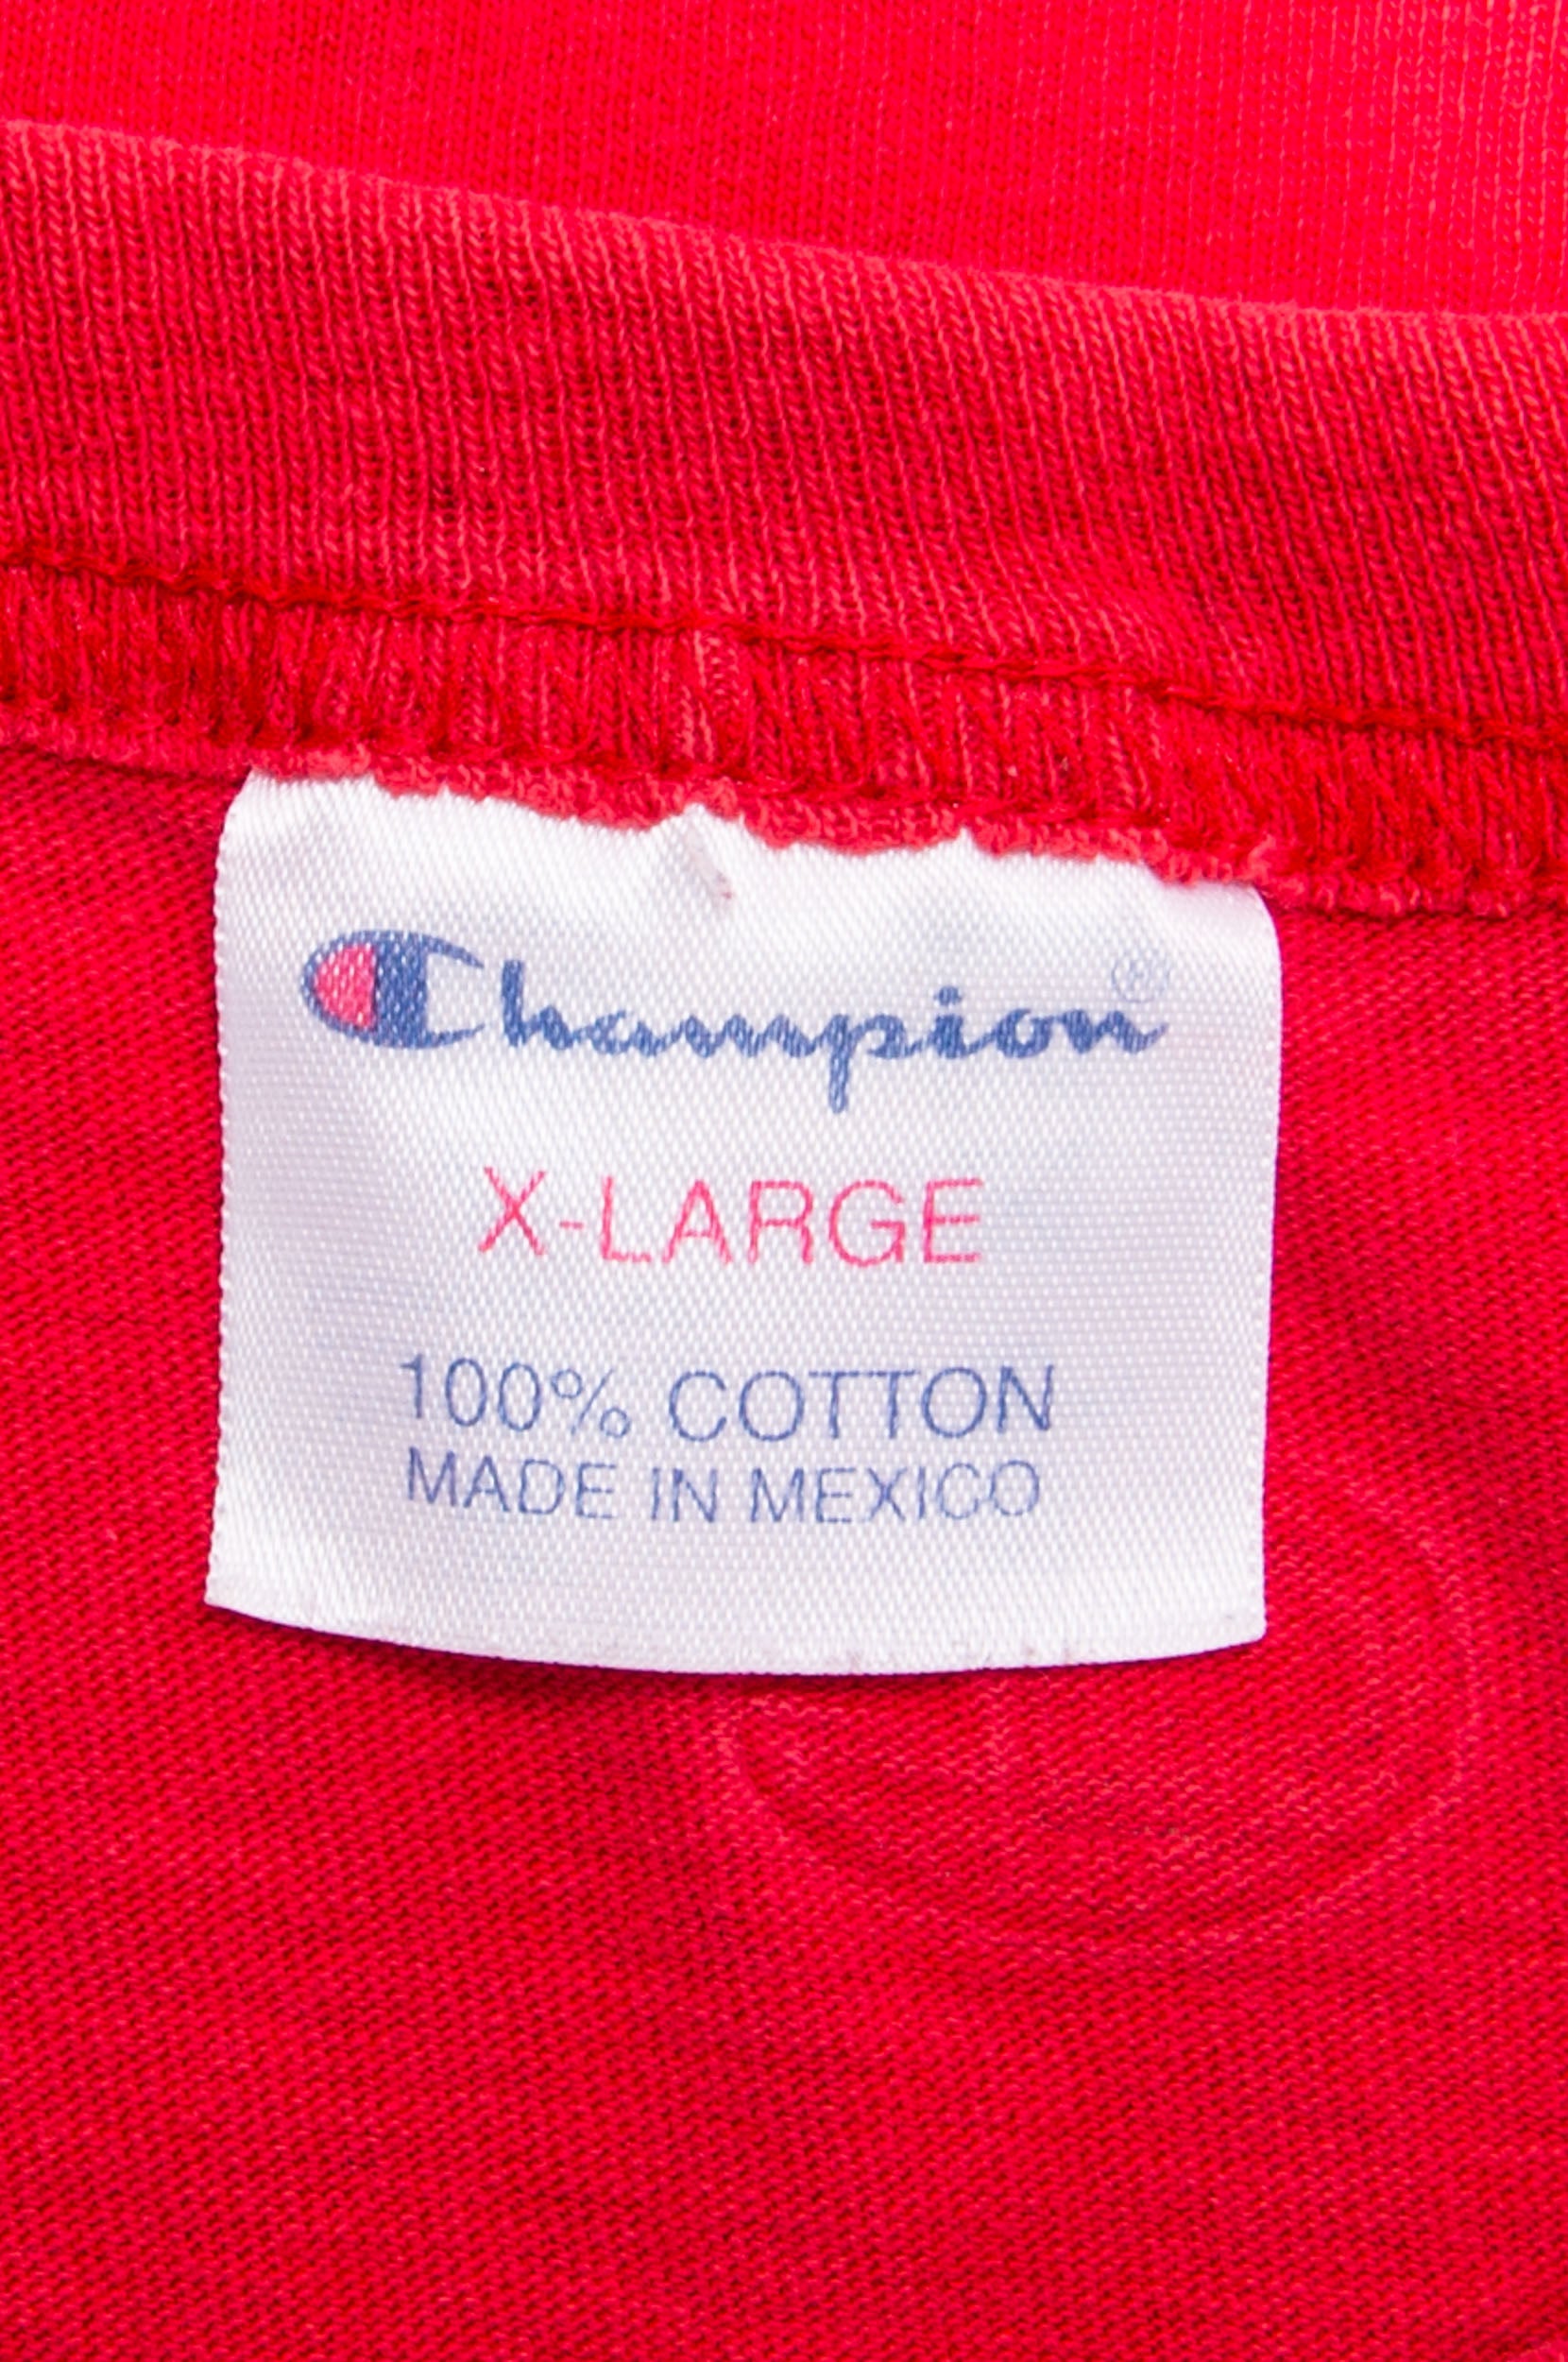 Champion®
X-LARGE
100% COTTON
MADE IN MEXICO